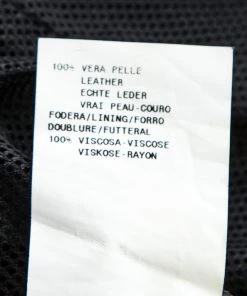 100% VERA PELLE
LEATHER
ECHTE LEDER
VRAI PEAU-COURO
FODERA/LINING/FORRO
DOUBLURE/FUTTERAL
100% VISCOSA-VISCOSE
VISKOSE-RAYON